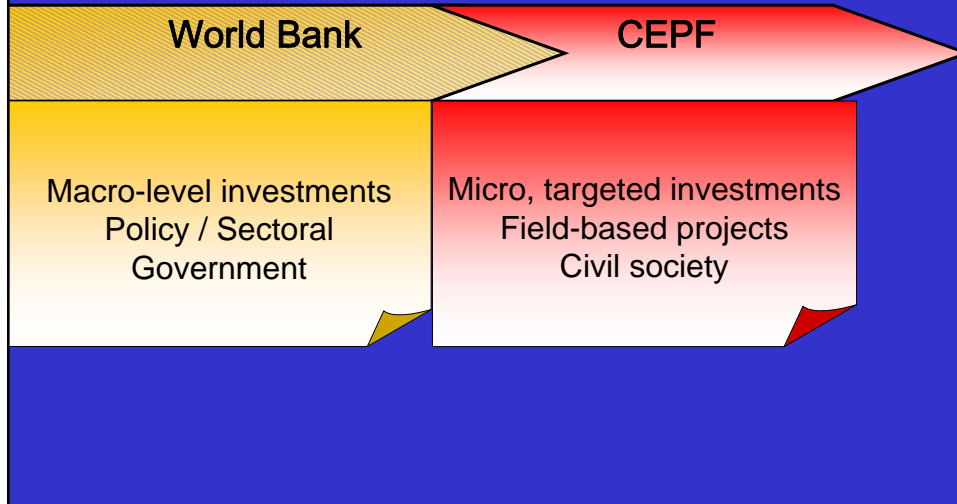 World Bank
CEPF
Macro-level investments
Policy / Sectoral
Government
Micro, targeted investments
Field-based projects
Civil society